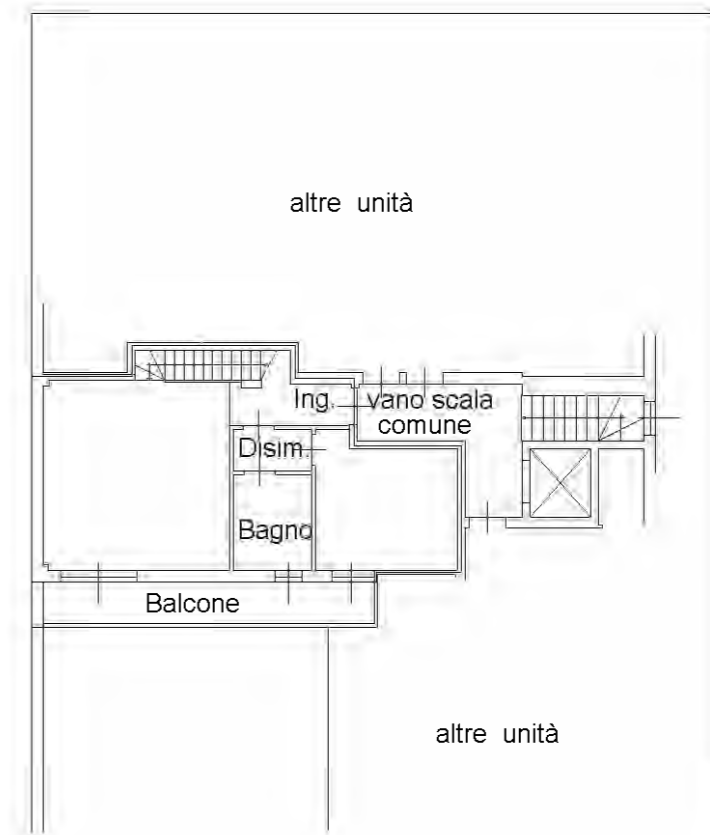 altre unità
Ing.
vano scala
comune
Disim.
Bagno
Balcone
altre unità